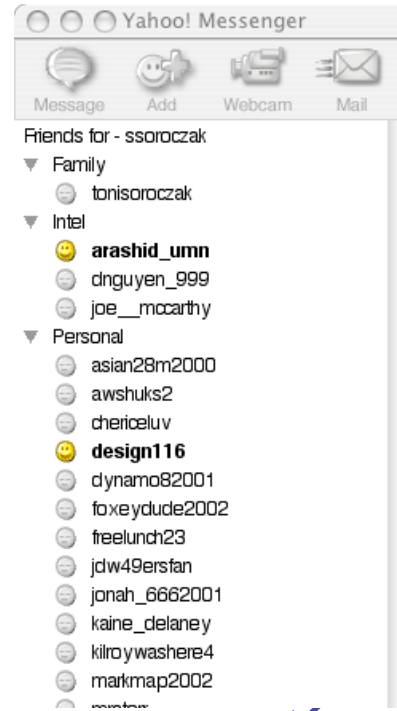 Yahoo! Messenger
Message Add Webcam Mail
Friends for - ssoroczak
Family
tonisoroczak
Intel
arashid_umn
dnguyen_999
joe__mccarthy
Personal
asian28m2000
awshuks2
chericeluv
design116
dynamo82001
foxeydude2002
freelunch23
jdw49ersfan
jonah_6662001
kaine_delaney
kilroywashere4
markmap2002